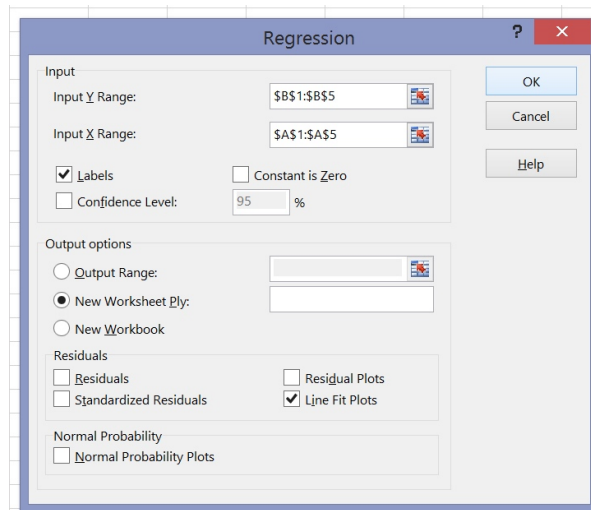 Regression
?
Input
Input Y Range:
$B$1:$B$5
Input X Range:
$A$1:$A$5
Labels
Constant is Zero
Confidence Level:
95
%
Output options
Output Range:
New Worksheet Ply:
New Workbook
Residuals
Residuals
Residual Plots
Standardized Residuals
Line Fit Plots
Normal Probability
Normal Probability Plots
OK
Cancel
Help